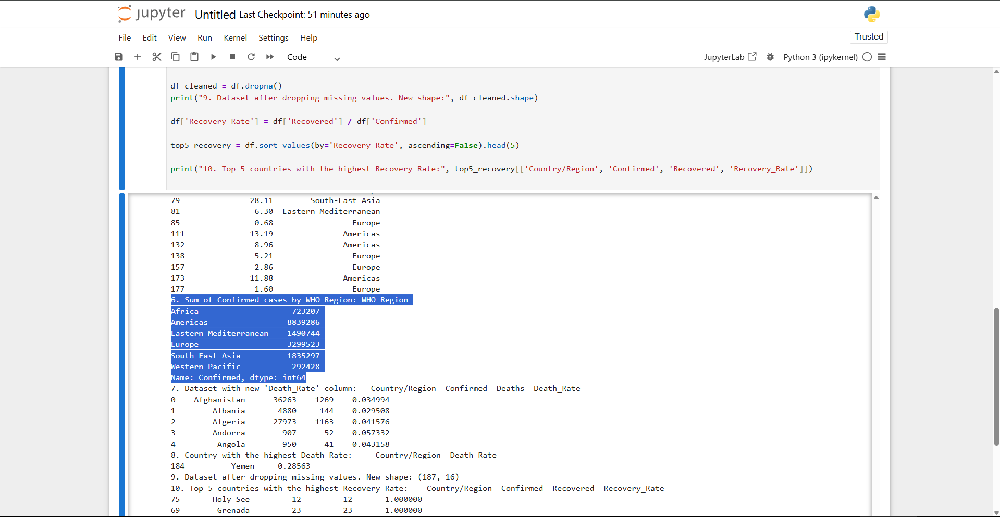 jupyter Untitled Last Checkpoint: 51 minutes ago
File Edit View Run Kernel Settings Help Trusted
Code JupyterLab Python 3 (ipykernel)
df_cleaned = df.dropna()
print("9. Dataset after dropping missing values. New shape:", df_cleaned.shape)
df['Recovery_Rate'] = df['Recovered'] / df['Confirmed']
top5_recovery = df.sort_values(by='Recovery_Rate', ascending=False).head(5)
print("10. Top 5 countries with the highest Recovery Rate:", top5_recovery[['Country/Region', 'Confirmed', 'Recovered', 'Recovery_Rate']])
79 28.11 South-East Asia
81 6.30 Eastern Mediterranean
85 0.68 Europe
111 13.19 Americas
132 8.96 Americas
138 5.21 Europe
157 2.86 Europe
173 11.88 Americas
177 1.60 Europe
6. Sum of Confirmed cases by WHO Region: WHO Region
Africa 723207
Americas 8839286
Eastern Mediterranean 1490744
Europe 3299523
South-East Asia 1835297
Western Pacific 292428
Name: Confirmed, dtype: int64
7. Dataset with new 'Death_Rate' column: Country/Region Confirmed Deaths Death_Rate
0 Afghanistan 36263 1269 0.034994
1 Albania 4880 144 0.029508
2 Algeria 27973 1163 0.041576
3 Andorra 907 52 0.057332
4 Angola 950 41 0.043158
8. Country with the highest Death Rate: Country/Region Death_Rate
184 Yemen 0.28563
9. Dataset after dropping missing values. New shape: (187, 16)
10. Top 5 countries with the highest Recovery Rate: Country/Region Confirmed Recovered Recovery_Rate
75 Holy See 12 12 1.000000
69 Grenada 23 23 1.000000